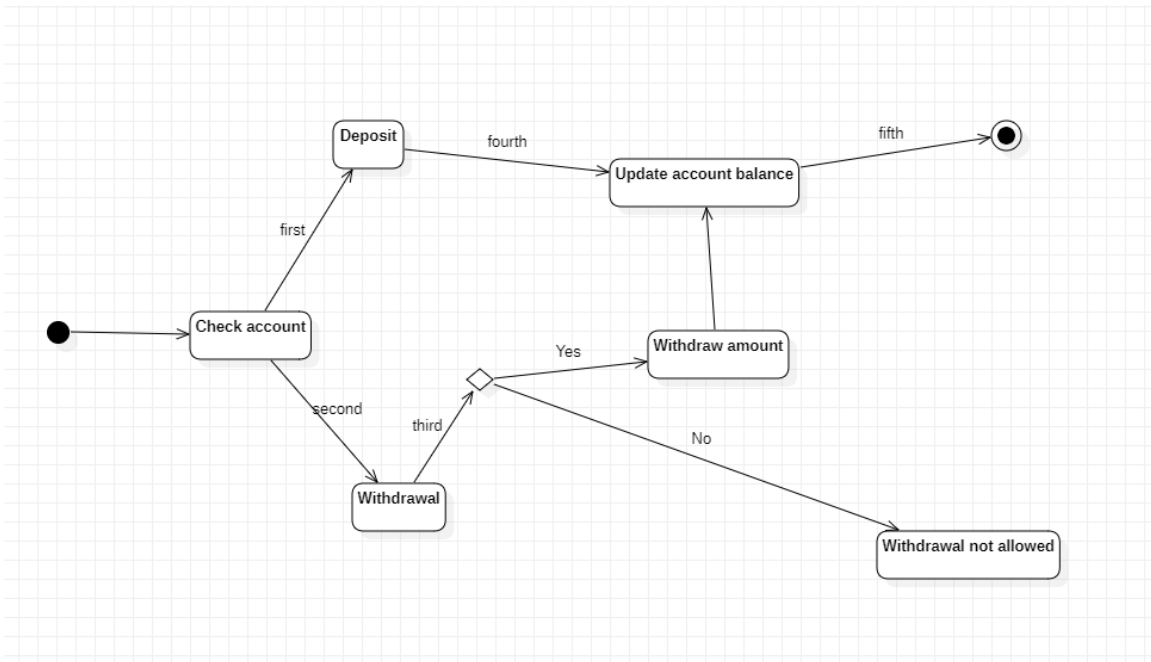 Deposit
fourth
fifth
Update account balance
first
Check account
Yes
Withdraw amount
second
third
No
Withdrawal
Withdrawal not allowed